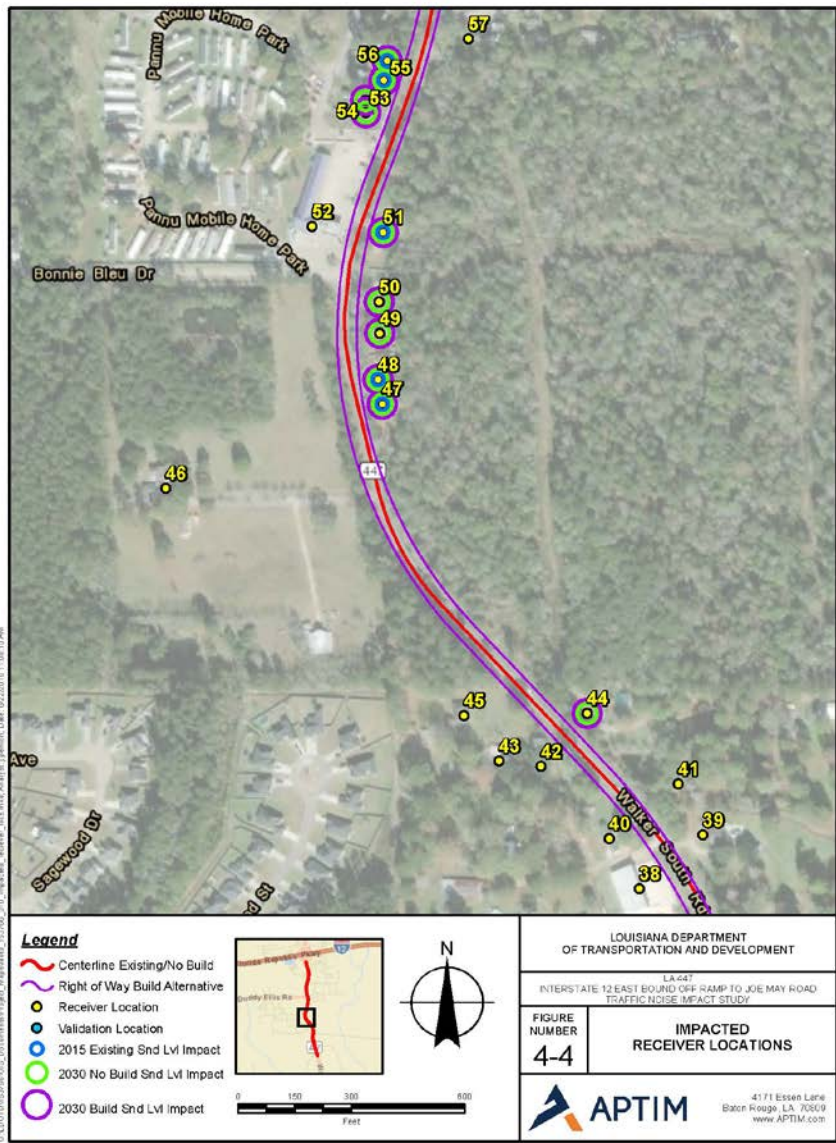 Pannu Mobile Home Park
57
56
55
53
54
Pannu Mobile Home Park
52
51
Bonnie Bleu Dr
50
49
48
47
46
44
45
43
42
41
40
39
38
Walker South Rd
Ave
Sagewood Dr
d St
Legend
Centerline Existing/No Build
Right of Way Build Alternative
Receiver Location
Validation Location
2015 Existing Snd Lvl Impact
2030 No Build Snd Lvl Impact
2030 Build Snd Lvl Impact
12
N
0 300 600
Feet
LOUISIANA DEPARTMENT
OF TRANSPORTATION AND DEVELOPMENT
LA 447
INTERSTATE 12 EAST BOUND OFF RAMP TO JOE MAY ROAD
TRAFFIC NOISE IMPACT STUDY
FIGURE
NUMBER
4-4
IMPACTED
RECEIVER LOCATIONS
APTIM
4171 Essen Lane
Baton Rouge, LA 70809
www.APTIM.com